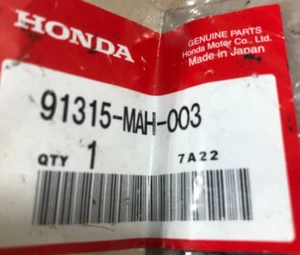 HONDA
GENUINE PARTS
Honda Motor Co., Ltd.
Made in Japan
91315-MAH-003
QTY 1 7A22